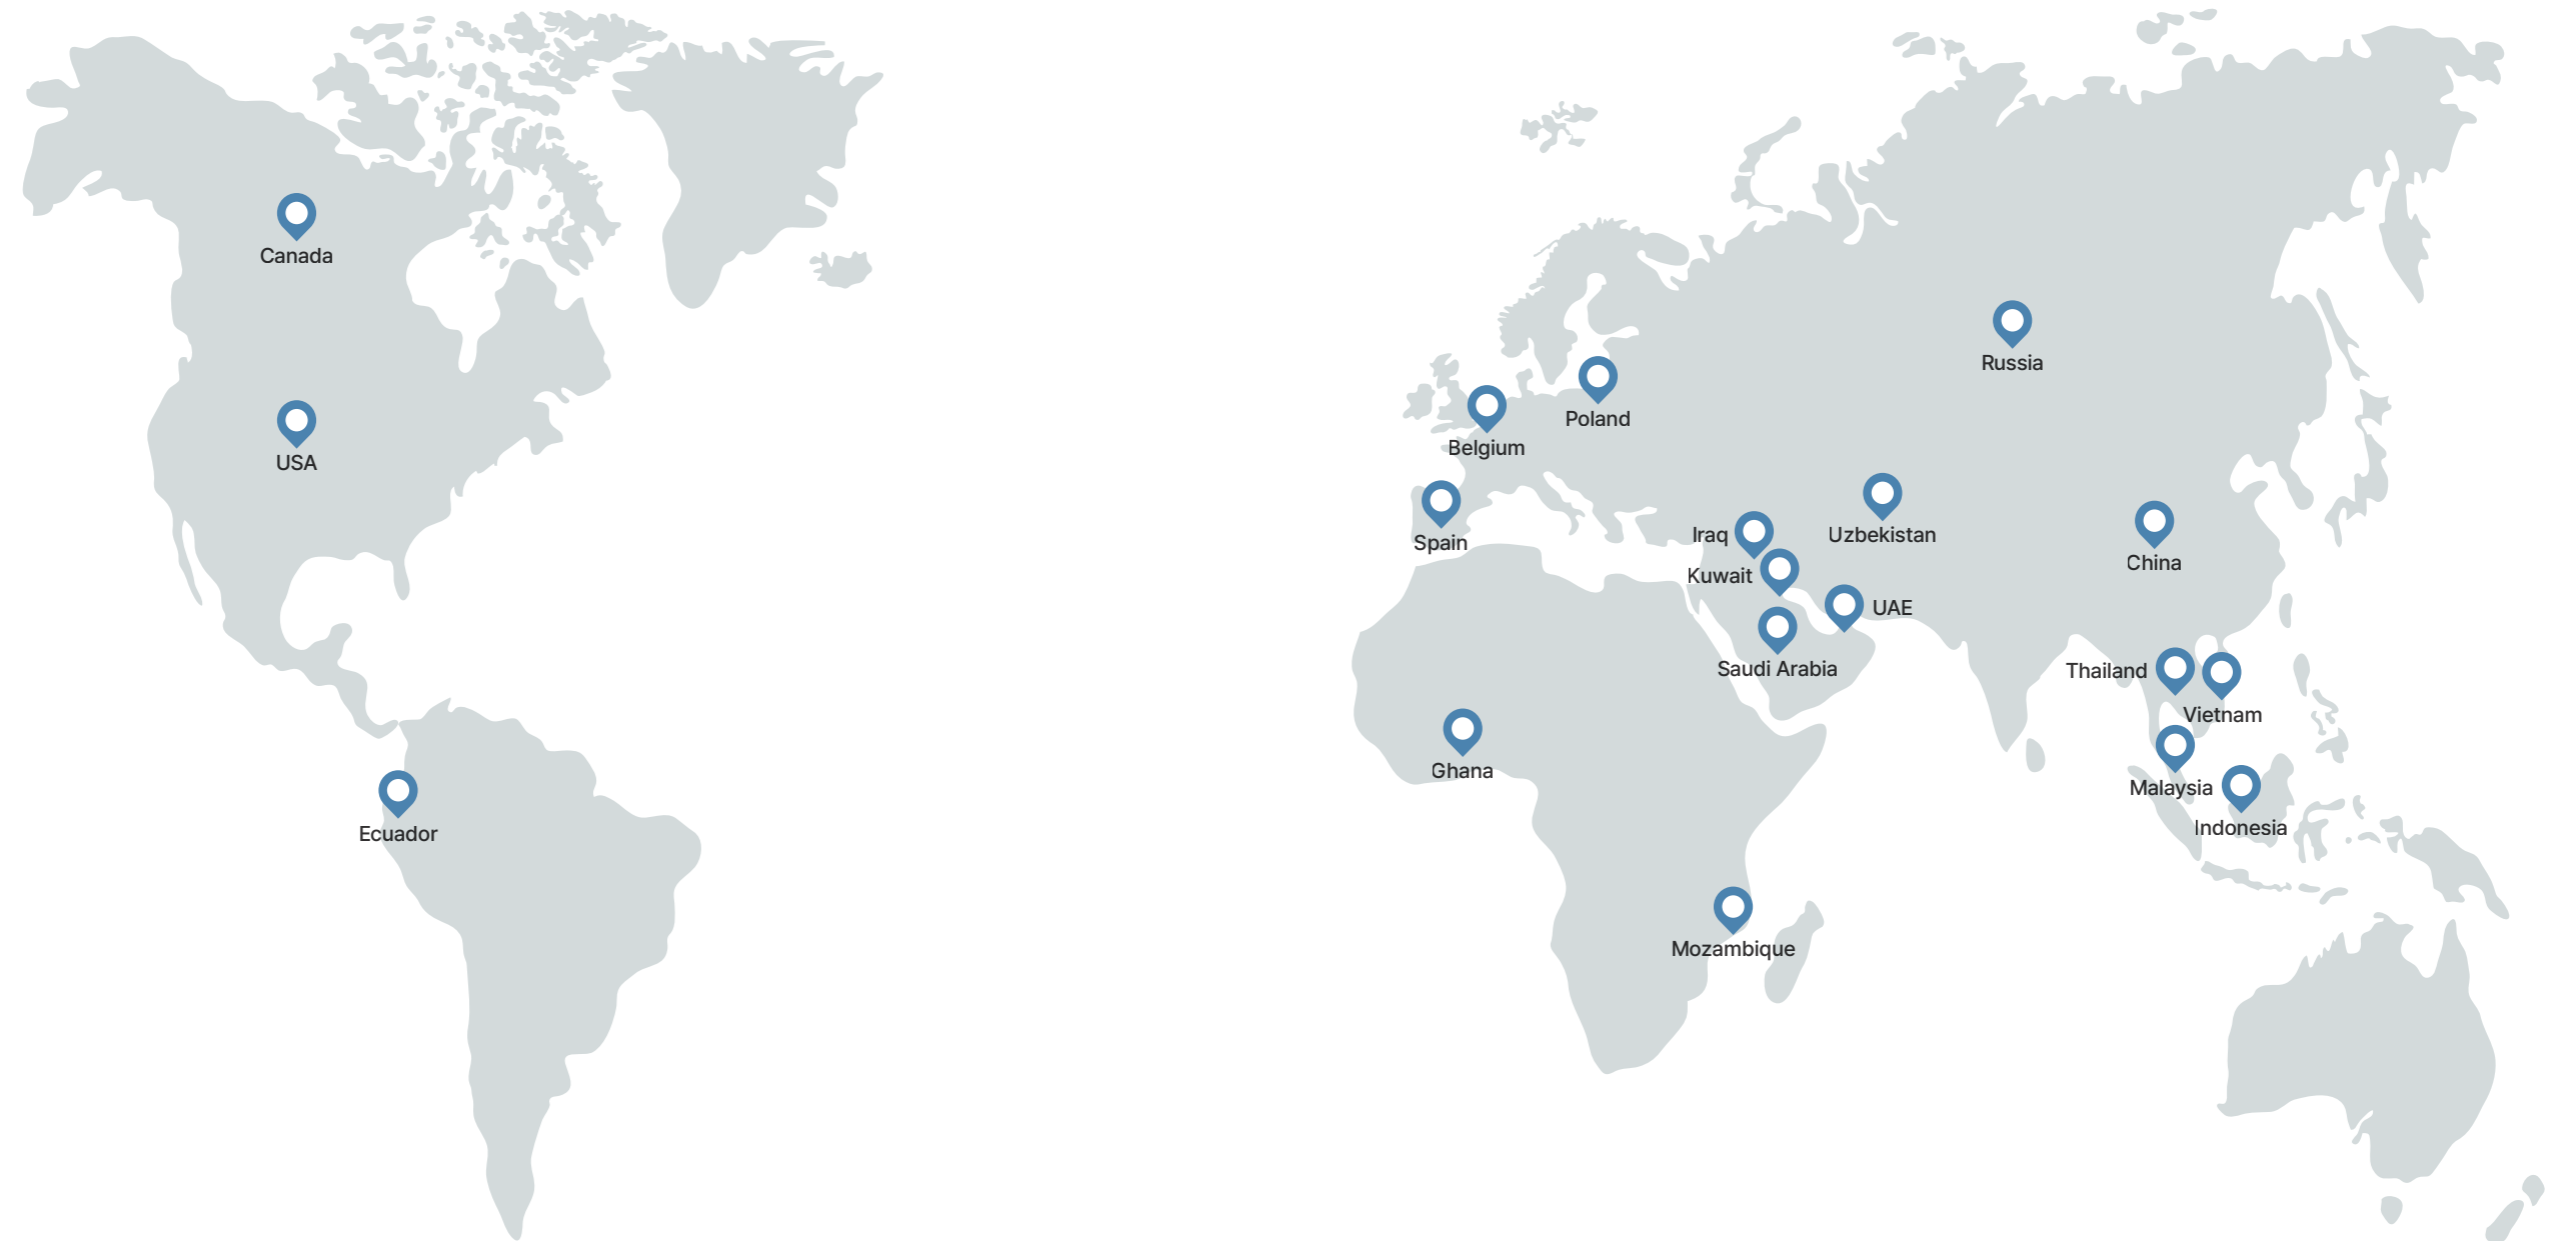 Canada
USA
Ecuador
Russia
Poland
Belgium
Spain
Iraq
Uzbekistan
China
Kuwait
UAE
Saudi Arabia
Thailand
Vietnam
Ghana
Malaysia
Indonesia
Mozambique